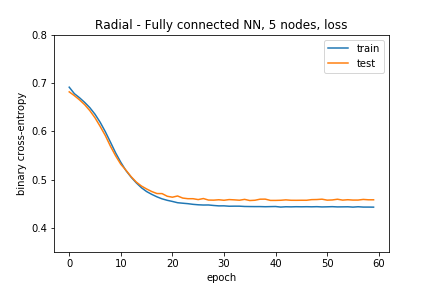 Radial - Fully connected NN, 5 nodes, loss
train
test
binary cross-entropy
0.8
0.7
0.6
0.5
0.4
0
10
20
30
40
50
60
epoch